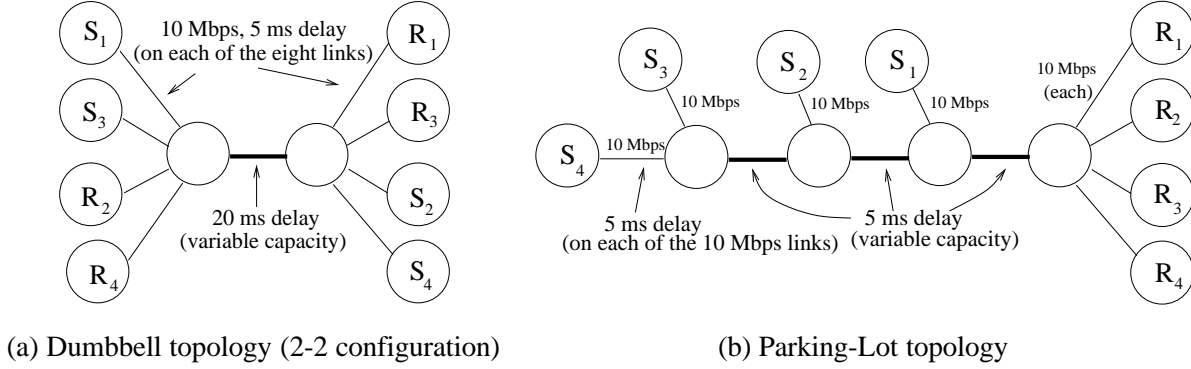 10 Mbps, 5 ms delay
(on each of the eight links)
S1
S3
R2
R4
R1
R3
S2
S4
20 ms delay
(variable capacity)
(a) Dumbbell topology (2-2 configuration)
S3
S2
S1
S4
10 Mbps
10 Mbps
10 Mbps
10 Mbps
10 Mbps
(each)
R1
R2
R3
R4
5 ms delay
(on each of the 10 Mbps links)
5 ms delay
(variable capacity)
(b) Parking-Lot topology